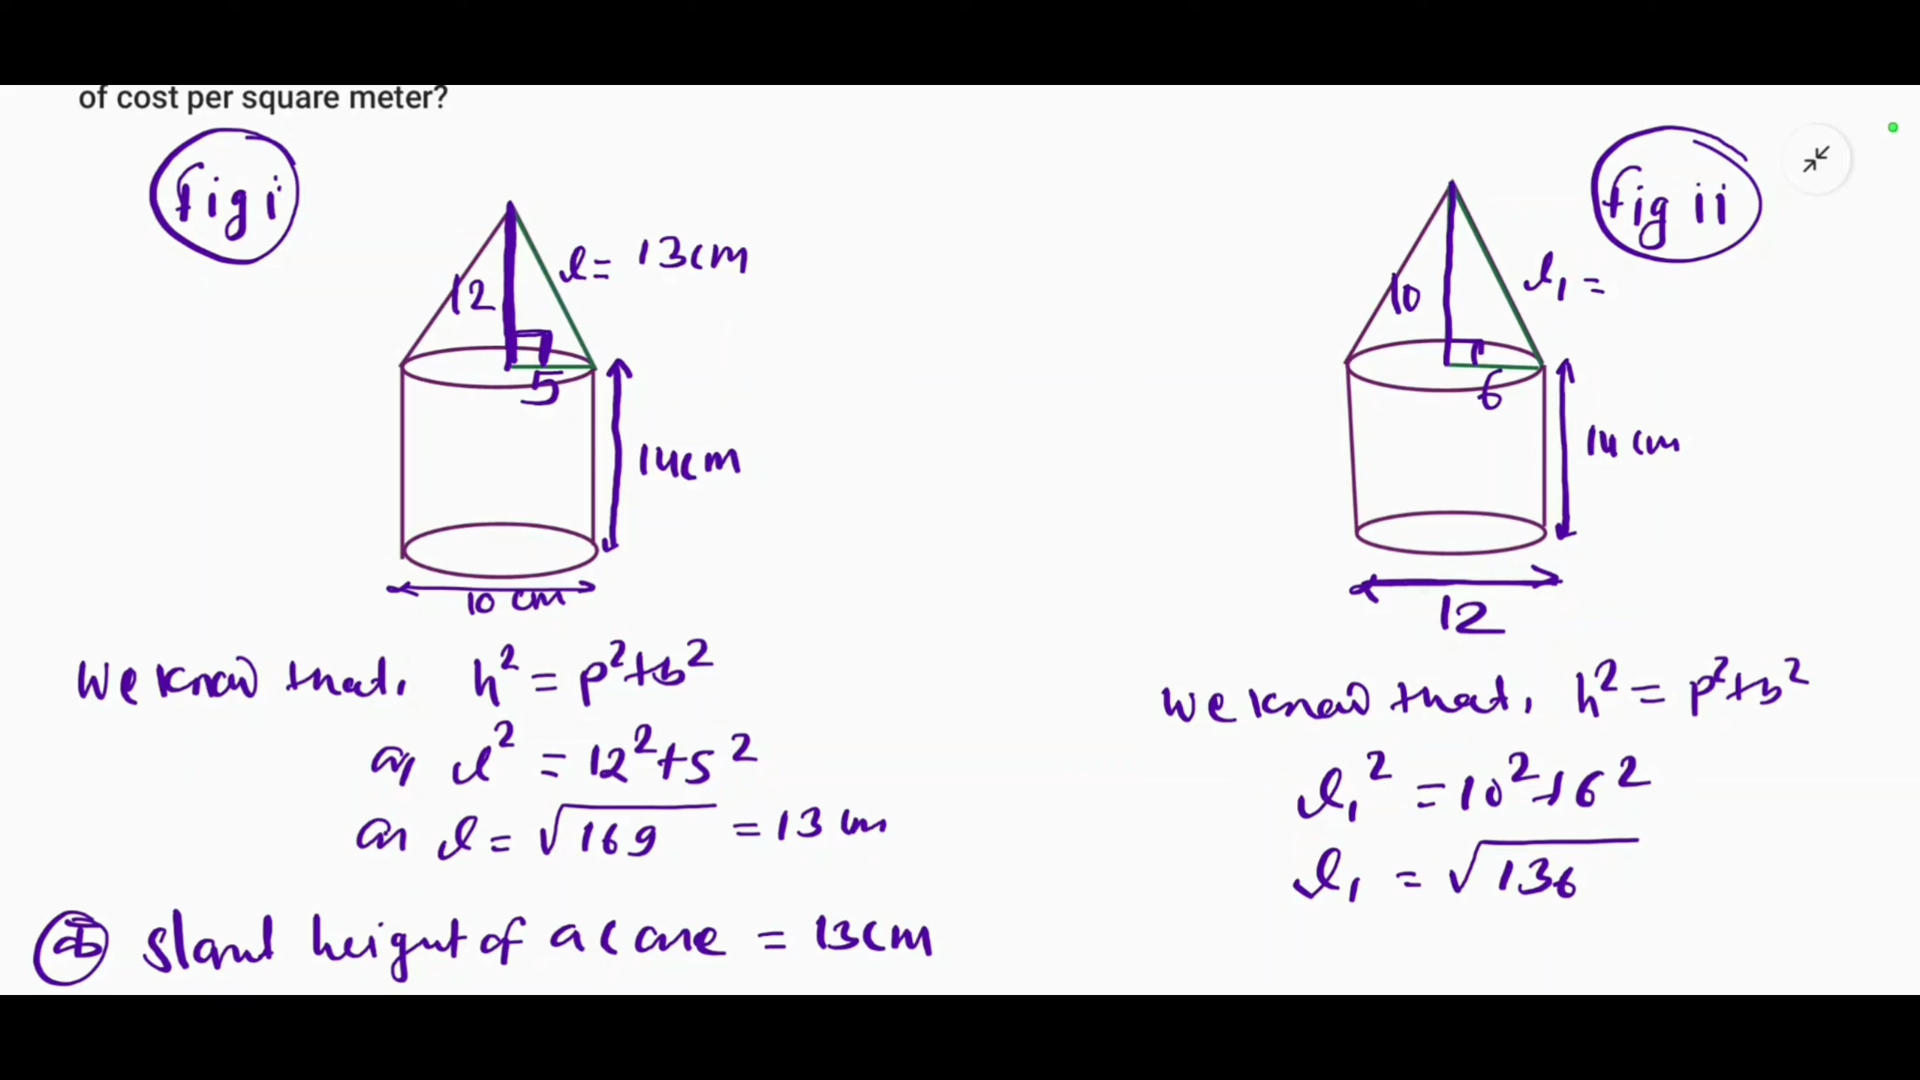 of cost per square meter?
fig i
fig ii
12
l = 13cm
5
14cm
10 cm
10
l₁ =
6
14 cm
12
We know that, h² = p²+b²
or l² = 12²+5²
or l = √169 = 13 cm
a Slant height of a cone = 13cm
We know that, h² = p²+b²
l₁² = 10²+6²
l₁ = √136